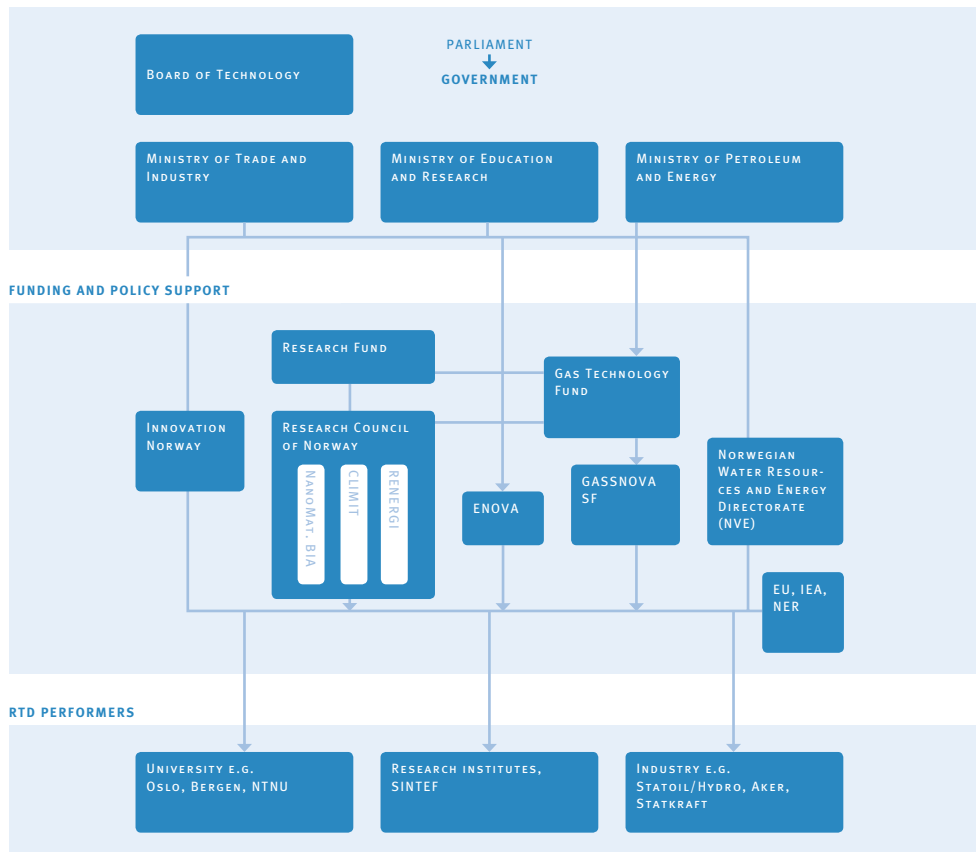 PARLIAMENT
GOVERNMENT
Board of Technology
Ministry of Trade and
Industry
Ministry of Education
and Research
Ministry of Petroleum
and Energy
FUNDING AND POLICY SUPPORT
Research Fund
Gas Technology
Fund
Innovation
Norway
Research Council
of Norway
NanoMat. BIA
CLIMIT
RENERGI
ENOVA
GASSNOVA
SF
Norwegian
Water Resour-
ces and Energy
Directorate
(NVE)
EU, IEA,
NER
RTD PERFORMERS
University e.g.
Oslo, Bergen, NTNU
Research institutes,
SINTEF
Industry e.g.
Statoil/Hydro, Aker,
Statkraft